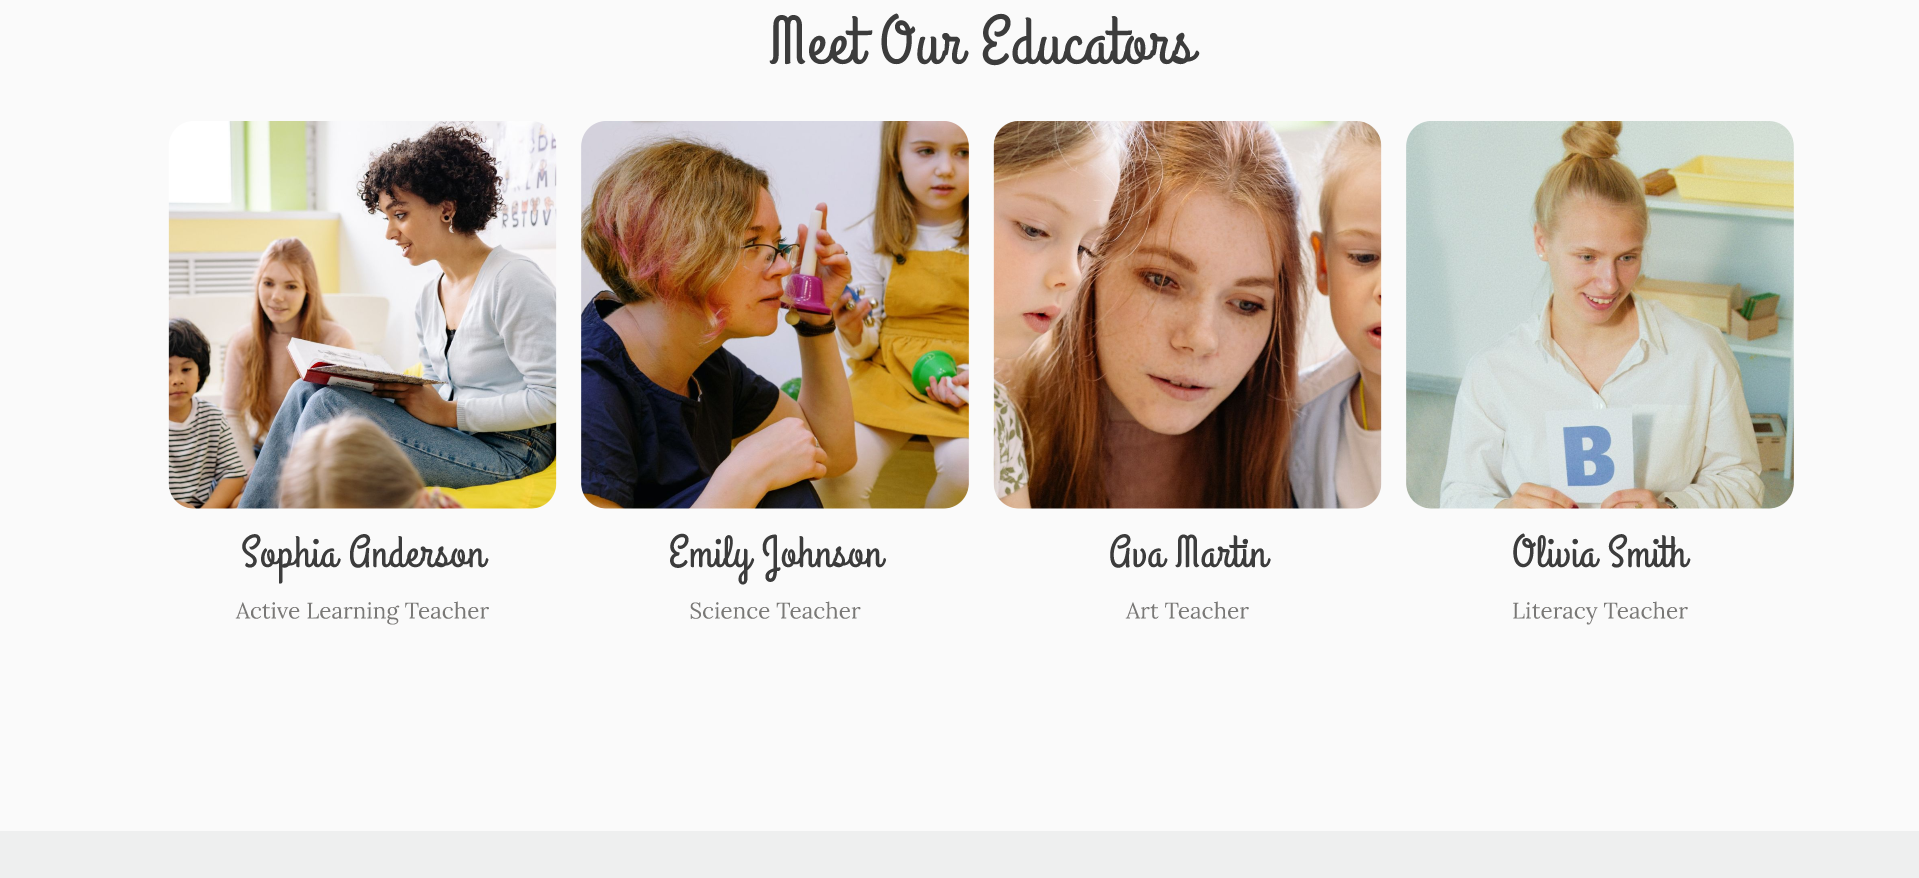 Meet Our Educators
B
Sophia Anderson
Emily Johnson
Ava Martin
Olivia Smith
Active Learning Teacher
Science Teacher
Art Teacher
Literacy Teacher